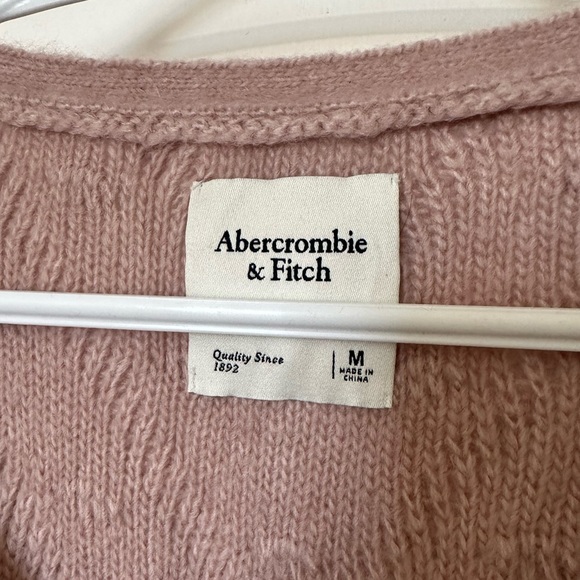 Abercrombie
& Fitch
Quality Since
1892
M
MADE IN
CHINA